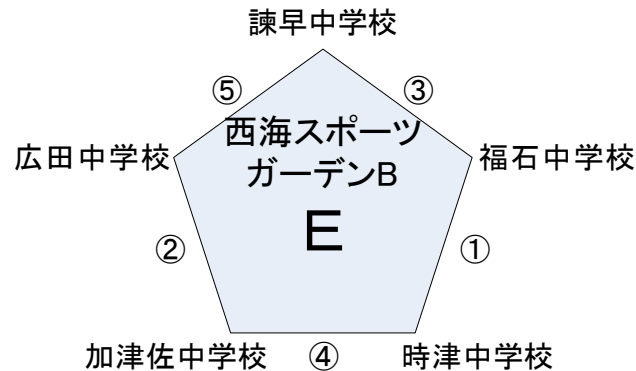 諫早中学校
⑤
③
西海スポーツ
ガーデンB
広田中学校
福石中学校
E
②
①
加津佐中学校
④
時津中学校